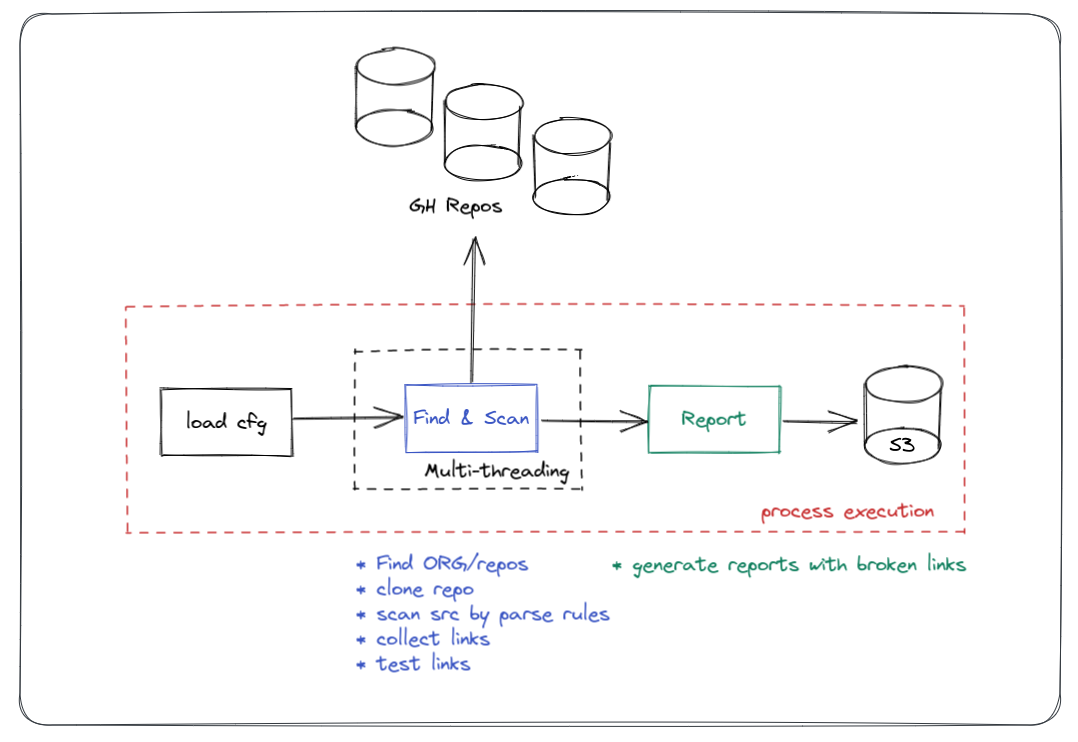 GH Repos
load cfg
Find & Scan
Multi-threading
Report
S3
process execution
* Find ORG/repos
* clone repo
* scan src by parse rules
* collect links
* test links
* generate reports with broken links